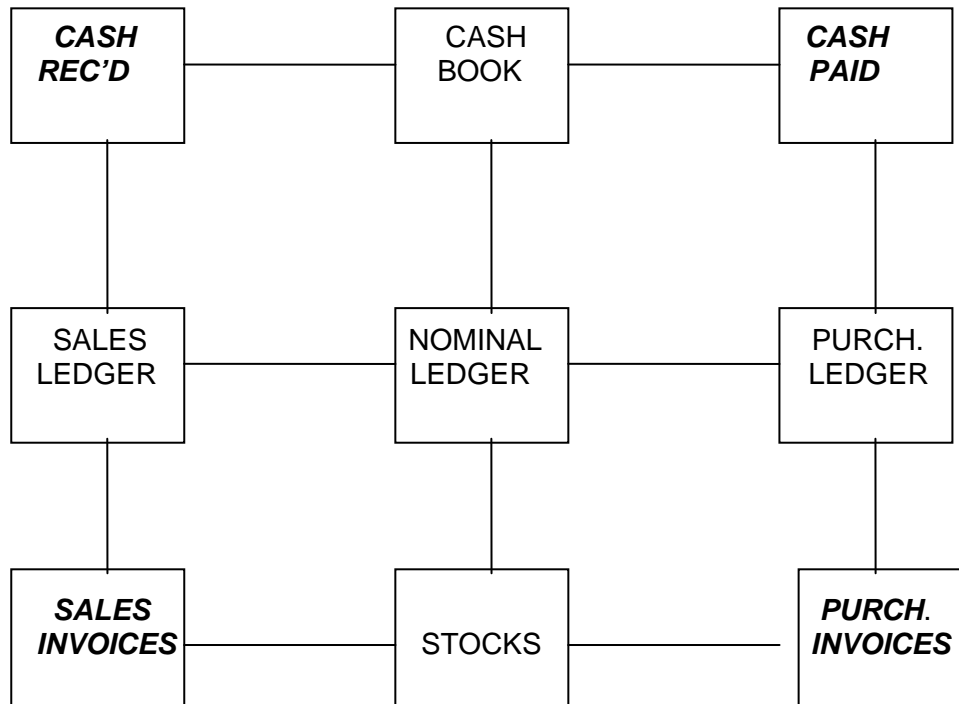 CASH
REC’D
CASH
BOOK
CASH
PAID
SALES
LEDGER
NOMINAL
LEDGER
PURCH.
LEDGER
SALES
INVOICES
STOCKS
PURCH.
INVOICES